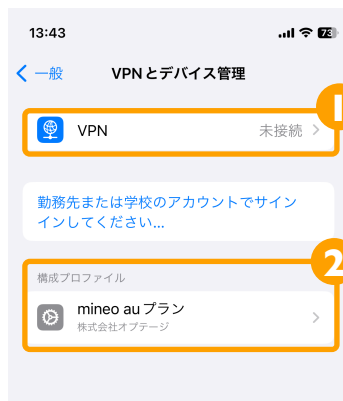 13:43
73
一般
VPNとデバイス管理
1
VPN
未接続
勤務先または学校のアカウントでサイン
インしてください...
2
構成プロファイル
mineo au プラン
株式会社オプテージ